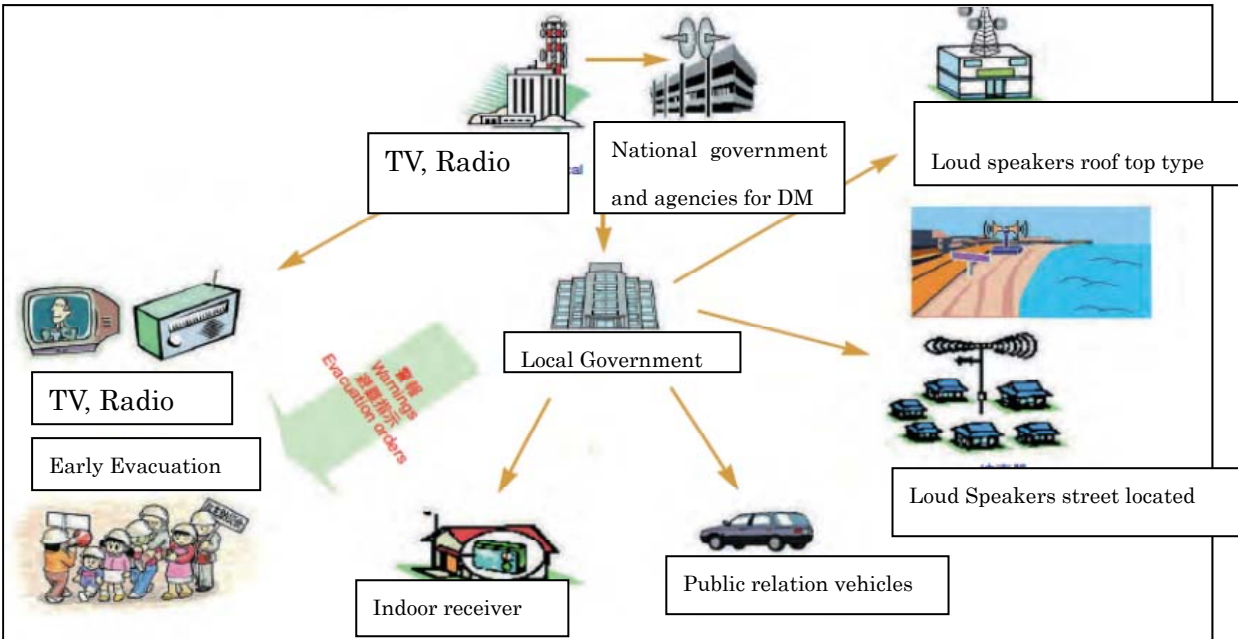 TV, Radio
cal
National government
and agencies for DM
Loud speakers roof top type
Local Government
警報
Warnings
避難指示
Evacuation orders
TV, Radio
Early Evacuation
Loud Speakers street located
Indoor receiver
Public relation vehicles